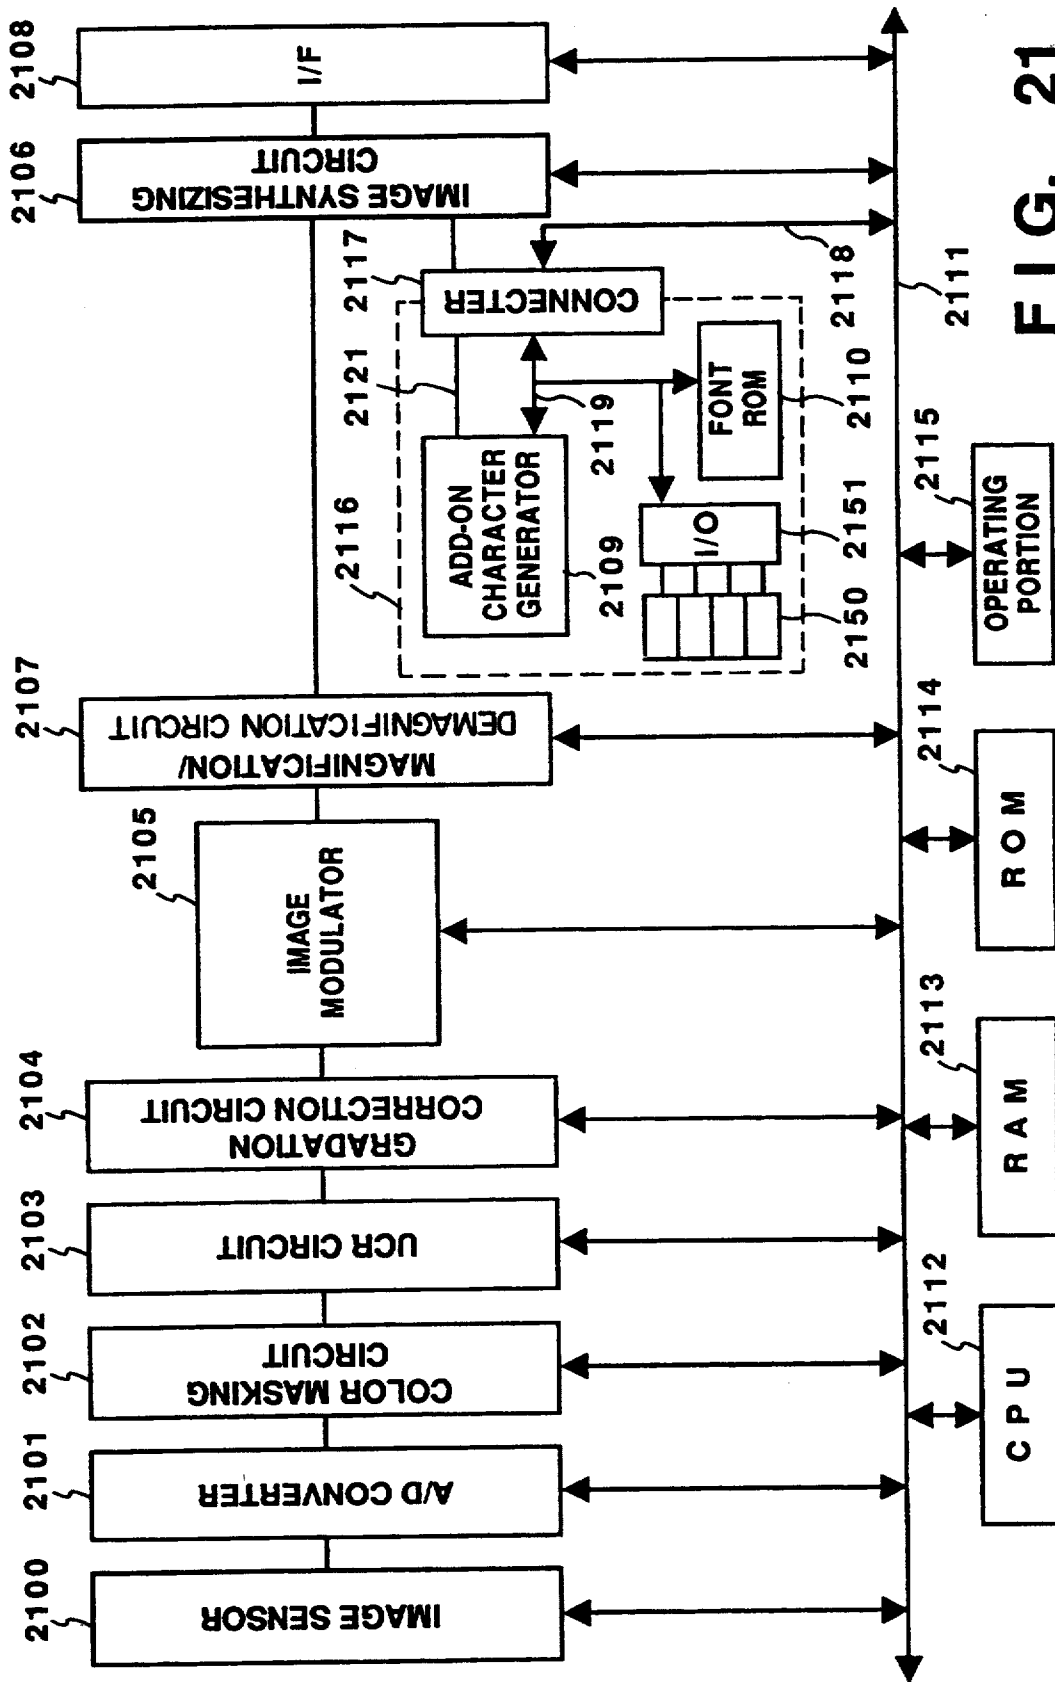 2100
2101
2102
2103
2104
2105
2107
2106
2108
IMAGE SENSOR
A/D CONVERTER
COLOR MASKING
CIRCUIT
UCR CIRCUIT
GRADATION
CORRECTION CIRCUIT
IMAGE
MODULATOR
MAGNIFICATION/
DEMAGNIFICATION CIRCUIT
IMAGE SYNTHESIZING
CIRCUIT
I/F
2116
2121
2117
ADD-ON
CHARACTER
GENERATOR
CONNECTER
2109
2119
I/O
FONT
ROM
2150
2151
2110
2118
2111
2112
2113
2114
2115
CPU
RAM
ROM
OPERATING
PORTION
FIG. 21